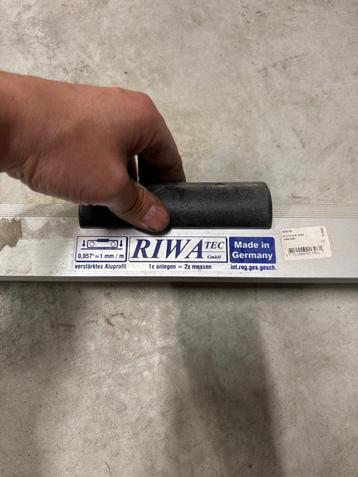 RIWA TEC
GmbH
Made in
Germany
0,057°=1 mm / m
verstärktes Aluprofil
1x anlegen = 2x messen
int.reg.ges.gesch.